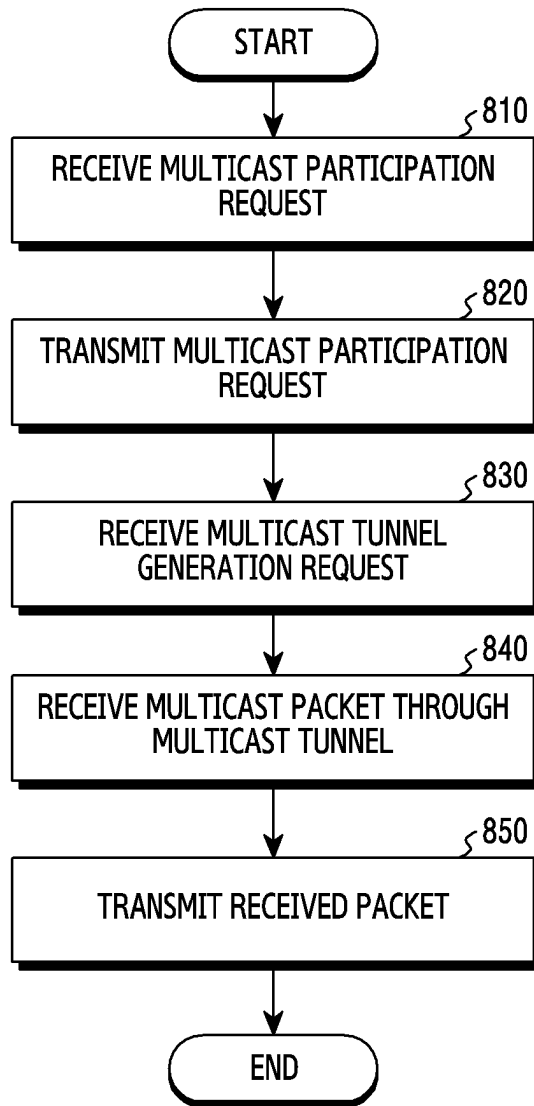 START
810
RECEIVE MULTICAST PARTICIPATION
REQUEST
820
TRANSMIT MULTICAST PARTICIPATION
REQUEST
830
RECEIVE MULTICAST TUNNEL
GENERATION REQUEST
840
RECEIVE MULTICAST PACKET THROUGH
MULTICAST TUNNEL
850
TRANSMIT RECEIVED PACKET
END